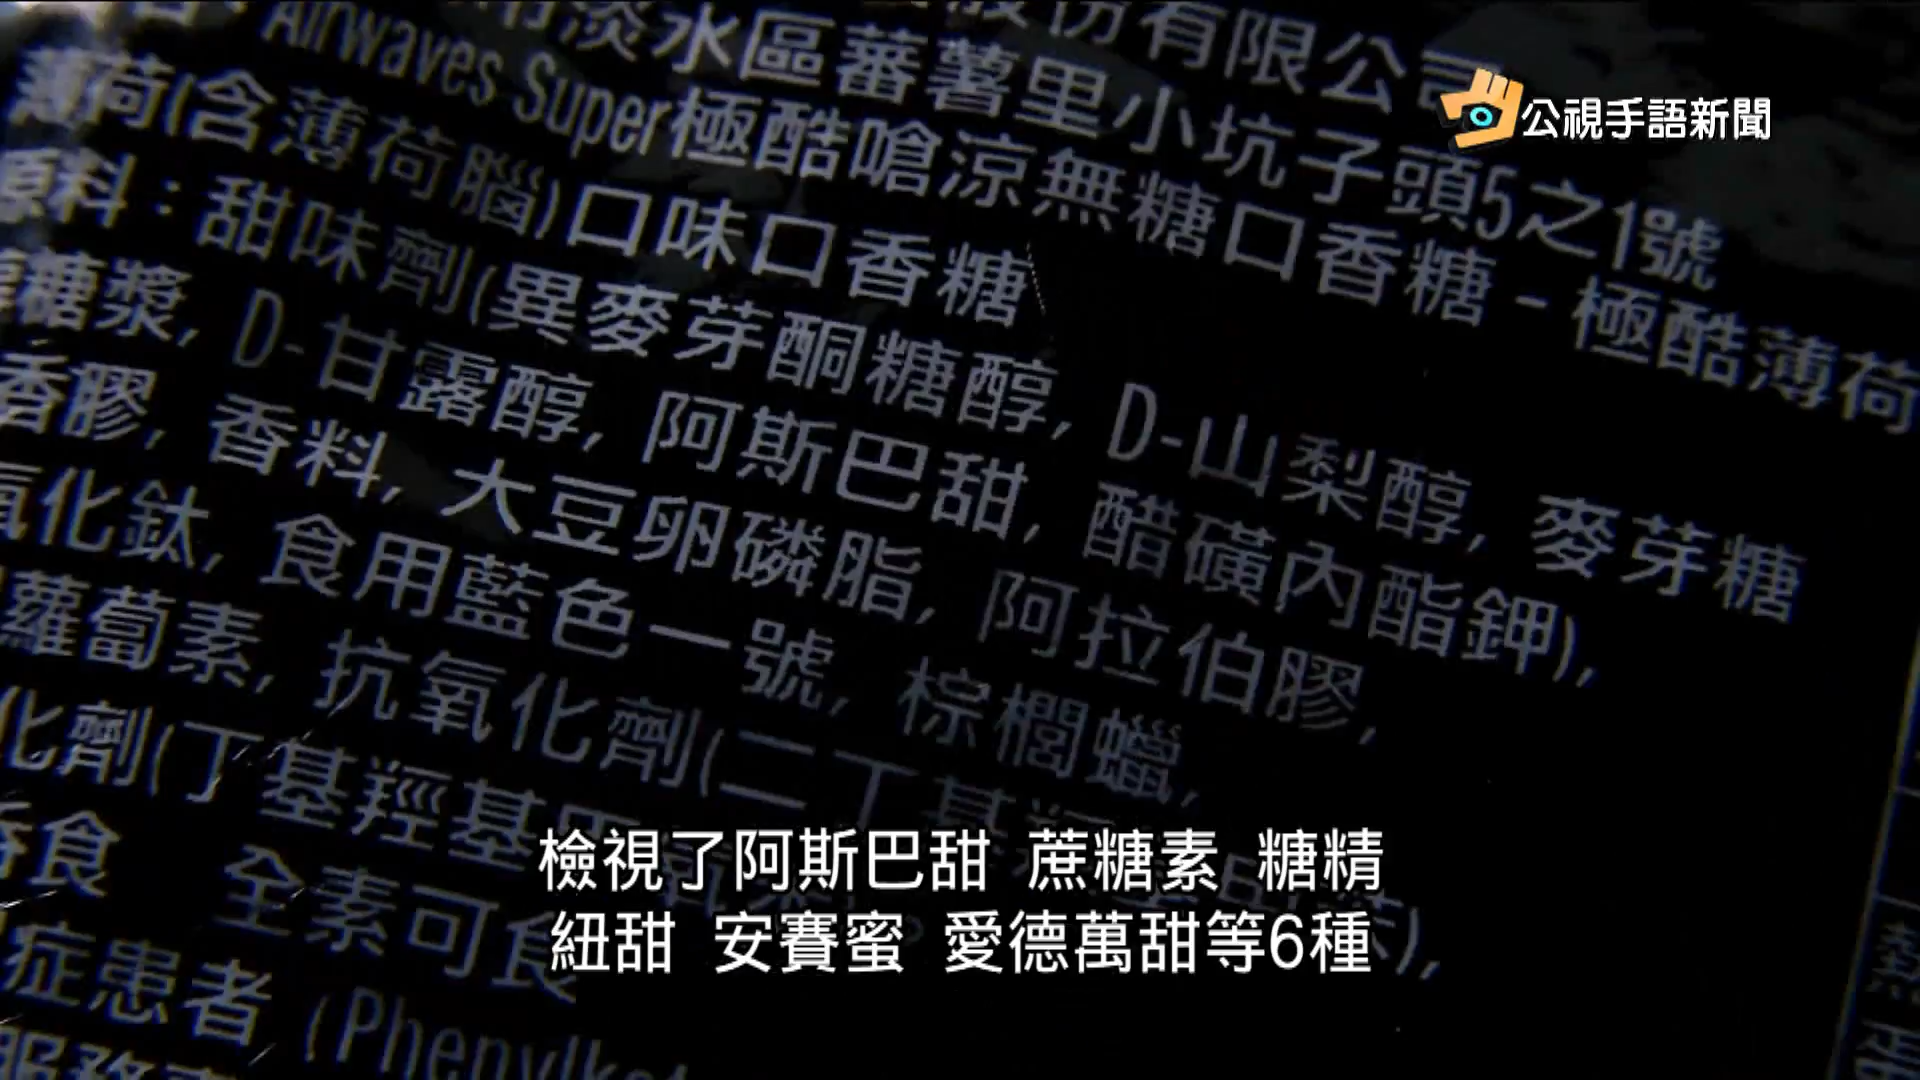 股份有限公司
淡水區蕃薯里小坑子頭5之1號
Airwaves Super極酷嗆涼無糖口香糖-極酷薄荷
薄荷(含薄荷腦)口味口香糖
原料:甜味劑(異麥芽酮糖醇, D-山梨醇, 麥芽糖
糖漿, D-甘露醇, 阿斯巴甜, 醋磺內酯鉀),
香膠, 香料, 大豆卵磷脂, 阿拉伯膠,
氧化鈦, 食用藍色一號, 棕櫚蠟,
蘿蔔素, 抗氧化劑(二丁基
化劑(丁基羥基
食 全素可食
症患者 (Phenylket
公視手語新聞
檢視了阿斯巴甜 蔗糖素 糖精
紐甜 安賽蜜 愛德萬甜等6種